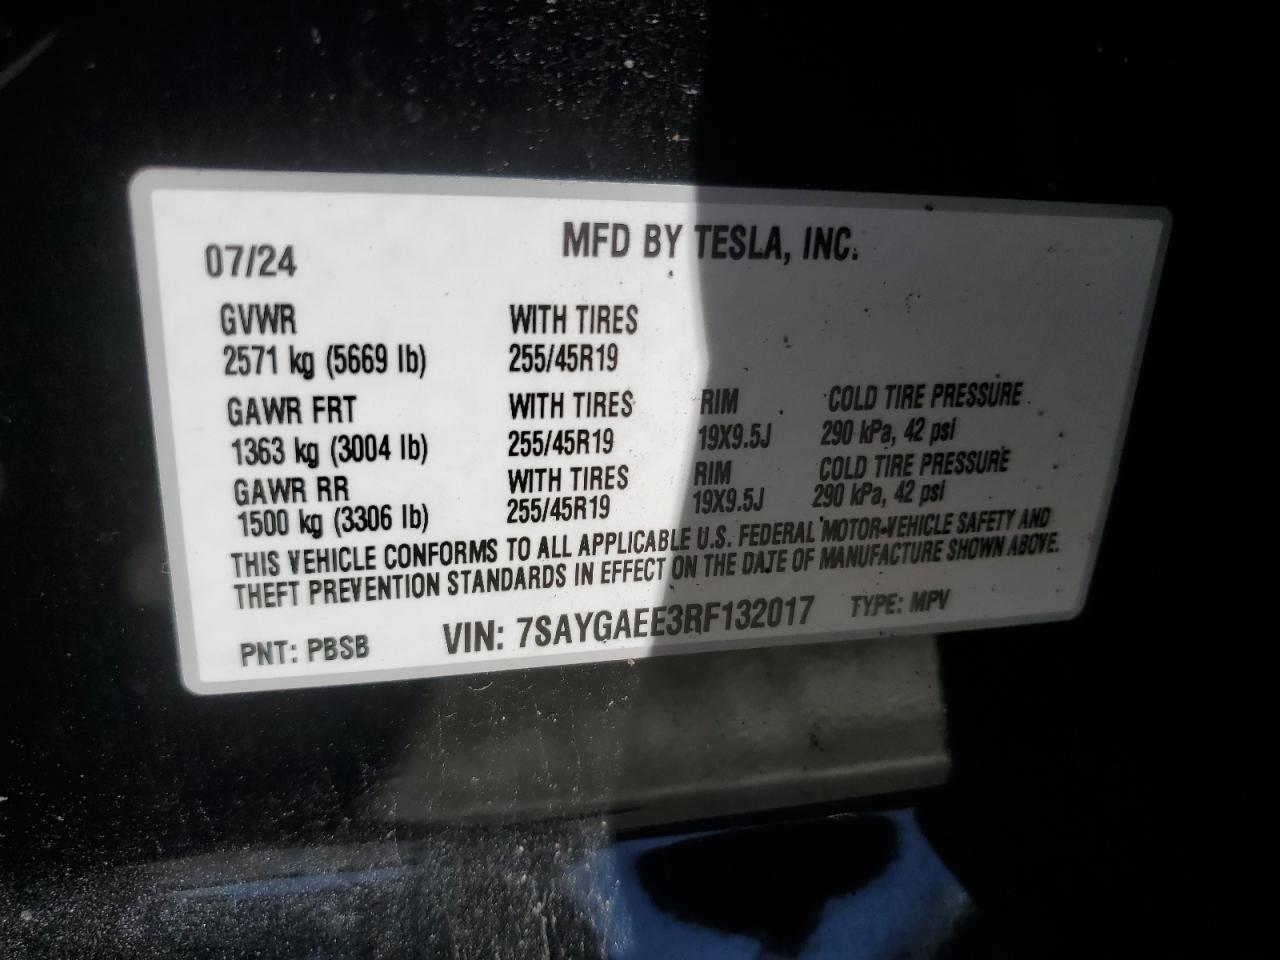 MFD BY TESLA, INC.
07/24
GVWR WITH TIRES
2571 kg (5669 lb) 255/45R19
GAWR FRT WITH TIRES RIM COLD TIRE PRESSURE
1363 kg (3004 lb) 255/45R19 19X9.5J 290 kPa, 42 psi
GAWR RR WITH TIRES RIM COLD TIRE PRESSURE
1500 kg (3306 lb) 255/45R19 19X9.5J 290 kPa, 42 psi
THIS VEHICLE CONFORMS TO ALL APPLICABLE U.S. FEDERAL MOTOR-VEHICLE SAFETY AND
THEFT PREVENTION STANDARDS IN EFFECT ON THE DATE OF MANUFACTURE SHOWN ABOVE.
PNT: PBSB VIN: 7SAYGAEE3RF132017 TYPE: MPV